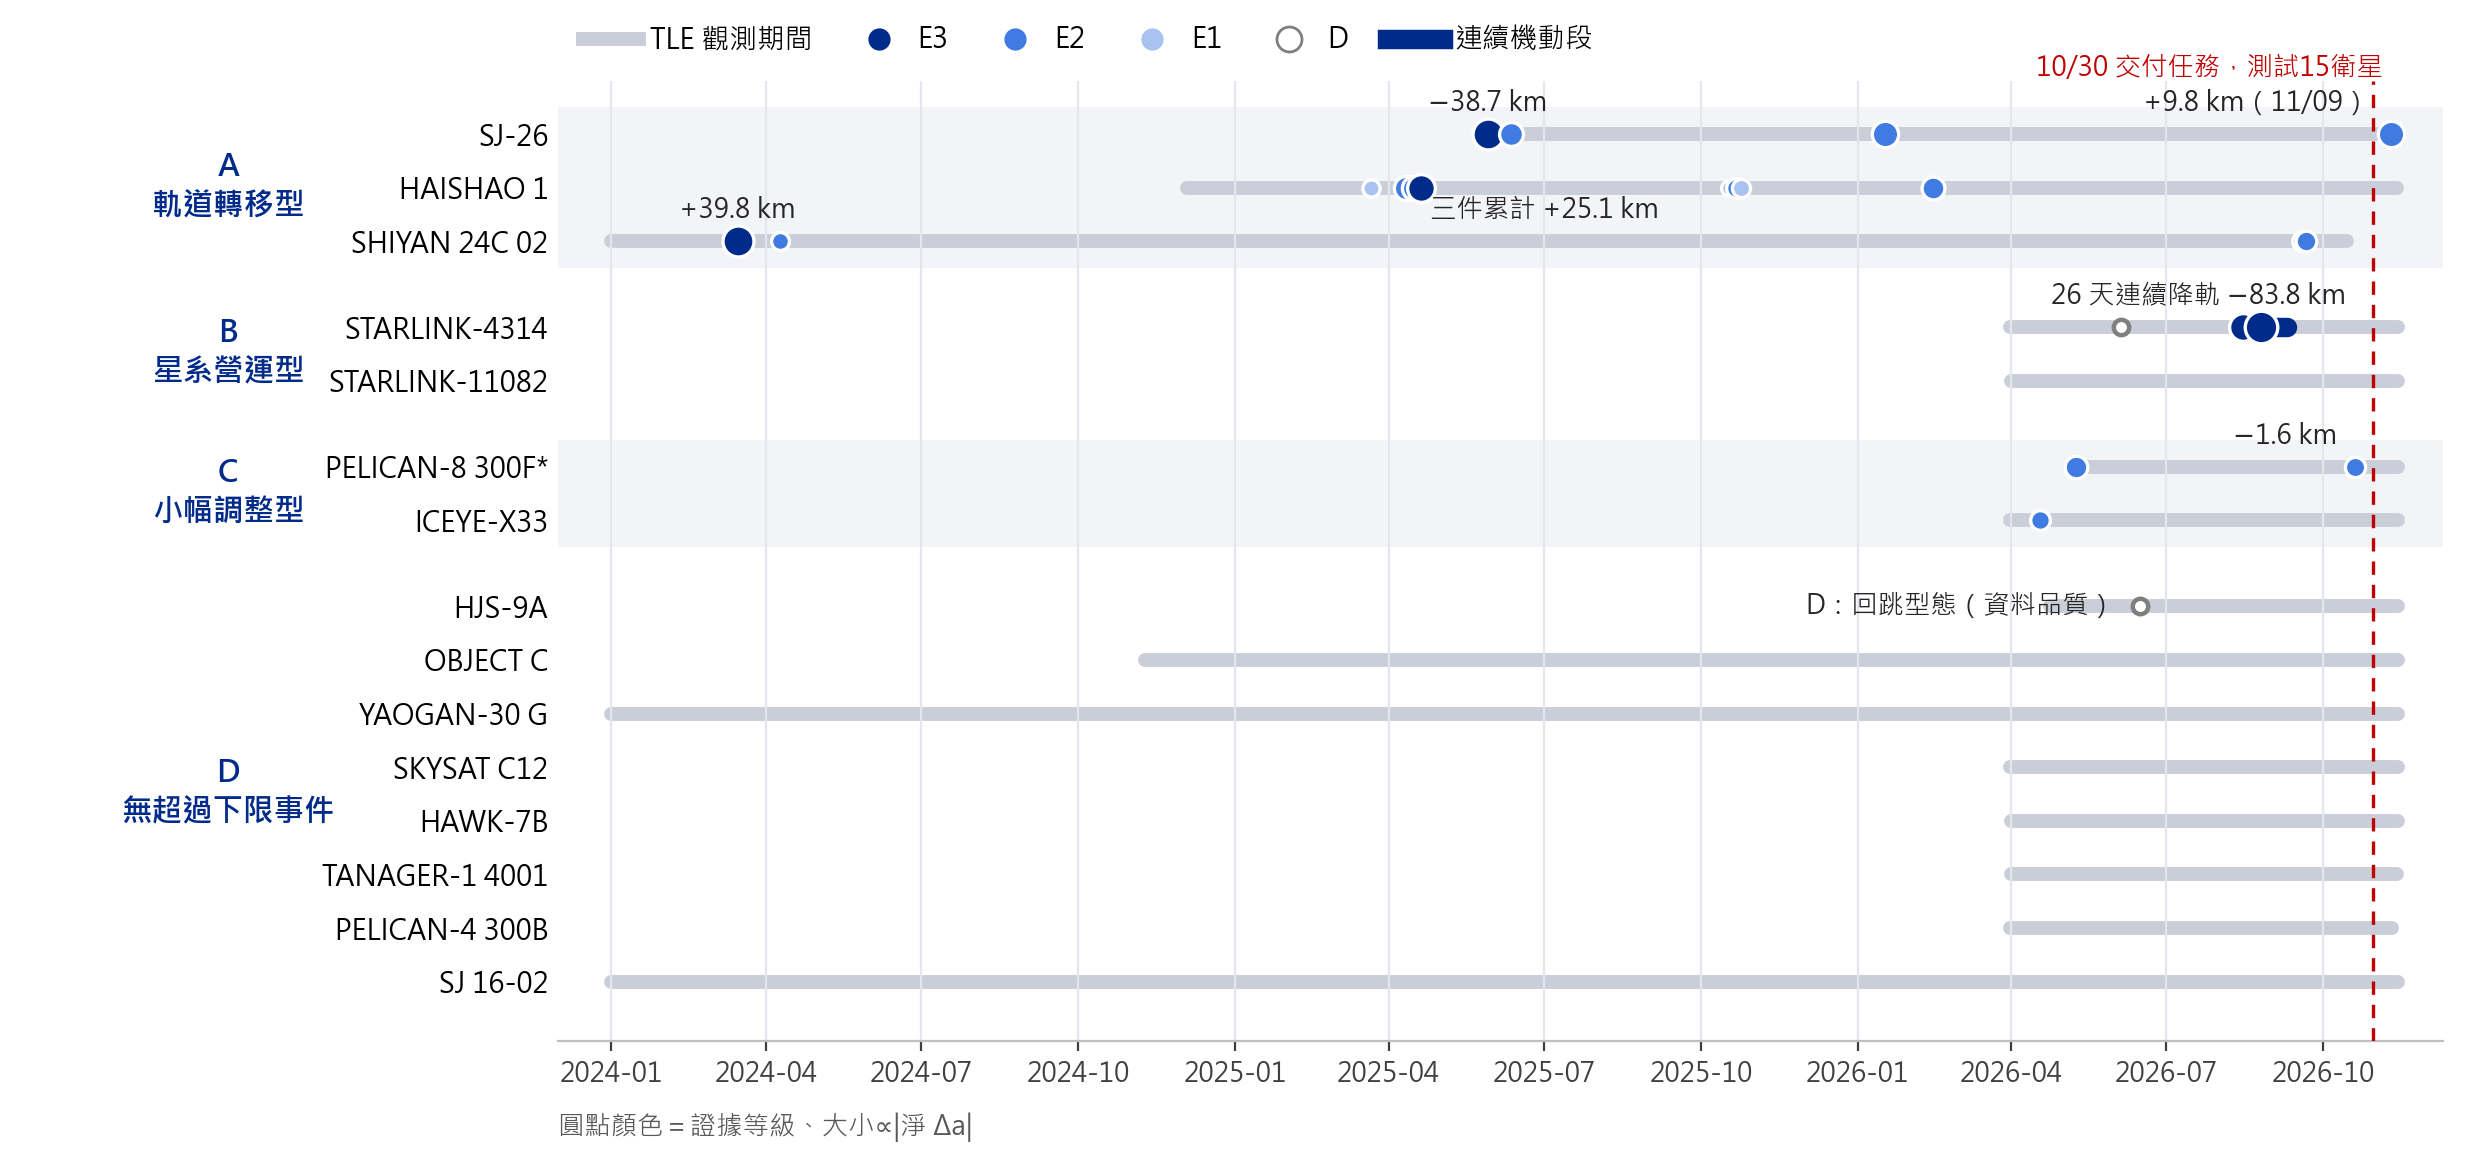 TLE 觀測期間 E3 E2 E1 D 連續機動段
10/30 交付任務，測試15衛星
−38.7 km
+9.8 km（11/09）
SJ-26
A
軌道轉移型
HAISHAO 1
+39.8 km
三件累計 +25.1 km
SHIYAN 24C 02
26 天連續降軌 −83.8 km
B
星系營運型
STARLINK-4314
STARLINK-11082
−1.6 km
C
小幅調整型
PELICAN-8 300F*
ICEYE-X33
HJS-9A
D：回跳型態（資料品質）
OBJECT C
YAOGAN-30 G
D
無超過下限事件
SKYSAT C12
HAWK-7B
TANAGER-1 4001
PELICAN-4 300B
SJ 16-02
2024-01 2024-04 2024-07 2024-10 2025-01 2025-04 2025-07 2025-10 2026-01 2026-04 2026-07 2026-10
圓點顏色＝證據等級、大小∝|淨 Δa|